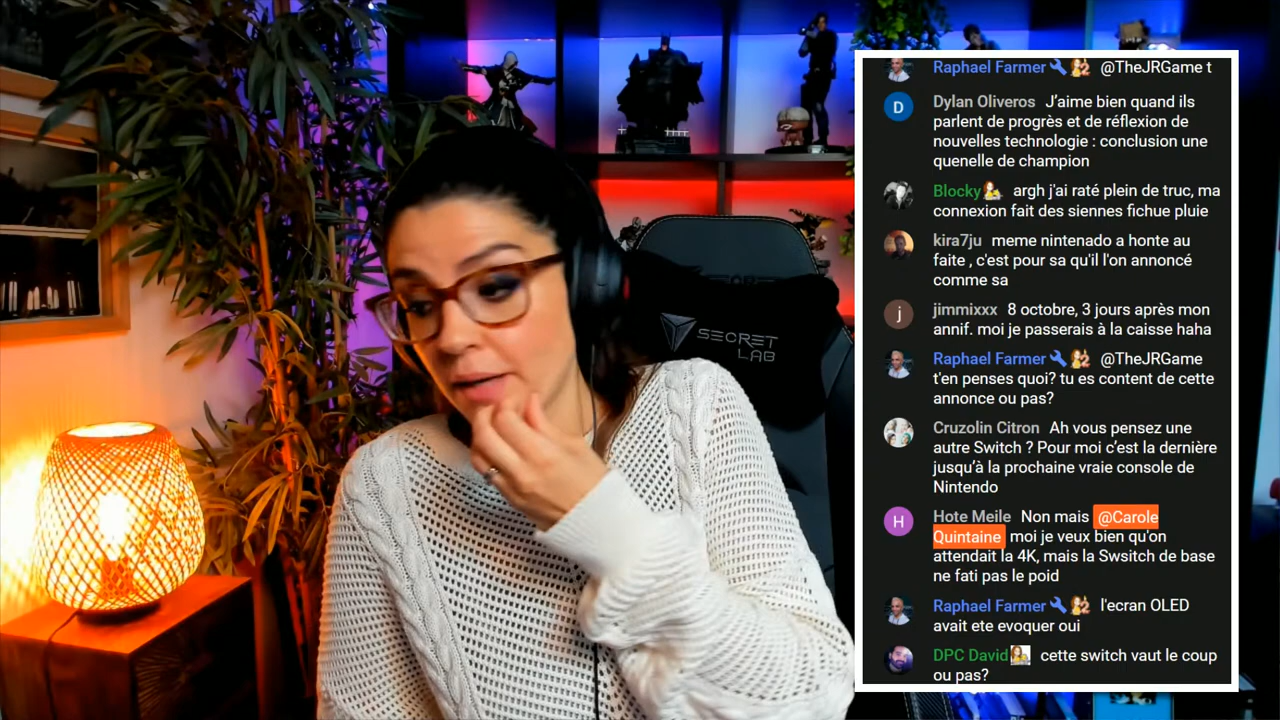 SECRET
LAB
Raphael Farmer @TheJRGame t
Dylan Oliveros J'aime bien quand ils
parlent de progrès et de réflexion de
nouvelles technologie : conclusion une
quenelle de champion
D
Blocky argh j'ai raté plein de truc, ma
connexion fait des siennes fichue pluie
kira7ju meme nintenado a honte au
faite , c'est pour sa qu'il l'on annoncé
comme sa
jimmixxx 8 octobre, 3 jours après mon
annif. moi je passerais à la caisse haha
j
Raphael Farmer @TheJRGame
t'en penses quoi? tu es content de cette
annonce ou pas?
Cruzolin Citron Ah vous pensez une
autre Switch ? Pour moi c'est la dernière
jusqu'à la prochaine vraie console de
Nintendo
H
Hote Meile Non mais @Carole
Quintaine moi je veux bien qu'on
attendait la 4K, mais la Swsitch de base
ne fati pas le poid
Raphael Farmer l'ecran OLED
avait ete evoquer oui
DPC David cette switch vaut le coup
ou pas?